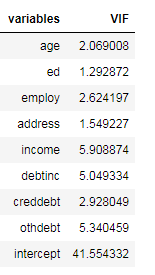 variables VIF
age 2.069008
ed 1.292872
employ 2.624197
address 1.549227
income 5.908874
debtinc 5.049334
creddebt 2.928049
othdebt 5.340459
intercept 41.554332